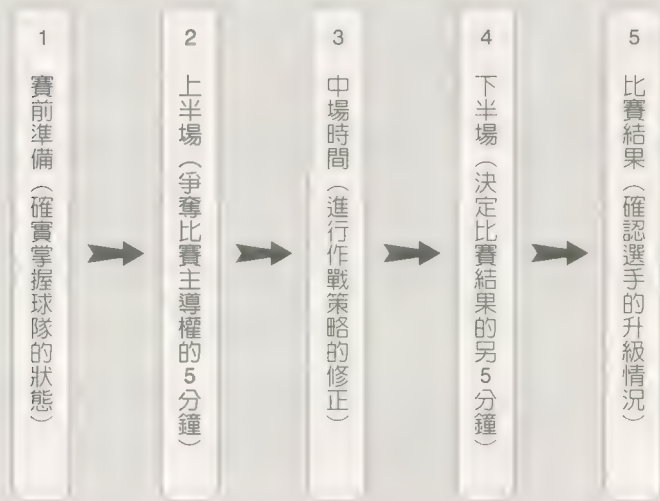 1 賽前準備（確實掌握球隊的狀態）
2 上半場（爭奪比賽主導權的5分鐘）
3 中場時間（進行作戰策略的修正）
4 下半場（決定比賽結果的另5分鐘）
5 比賽結果（確認選手的升級情況）